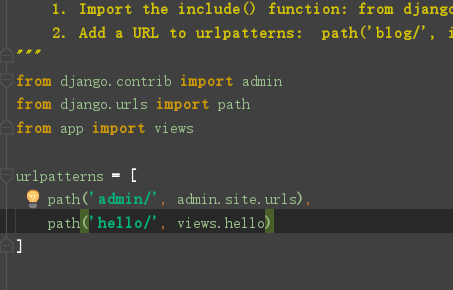 1. Import the include() function: from django
2. Add a URL to urlpatterns:  path('blog/', i
"""
from django.contrib import admin
from django.urls import path
from app import views
urlpatterns = [
path('admin/', admin.site.urls),
path('hello/', views.hello)
]